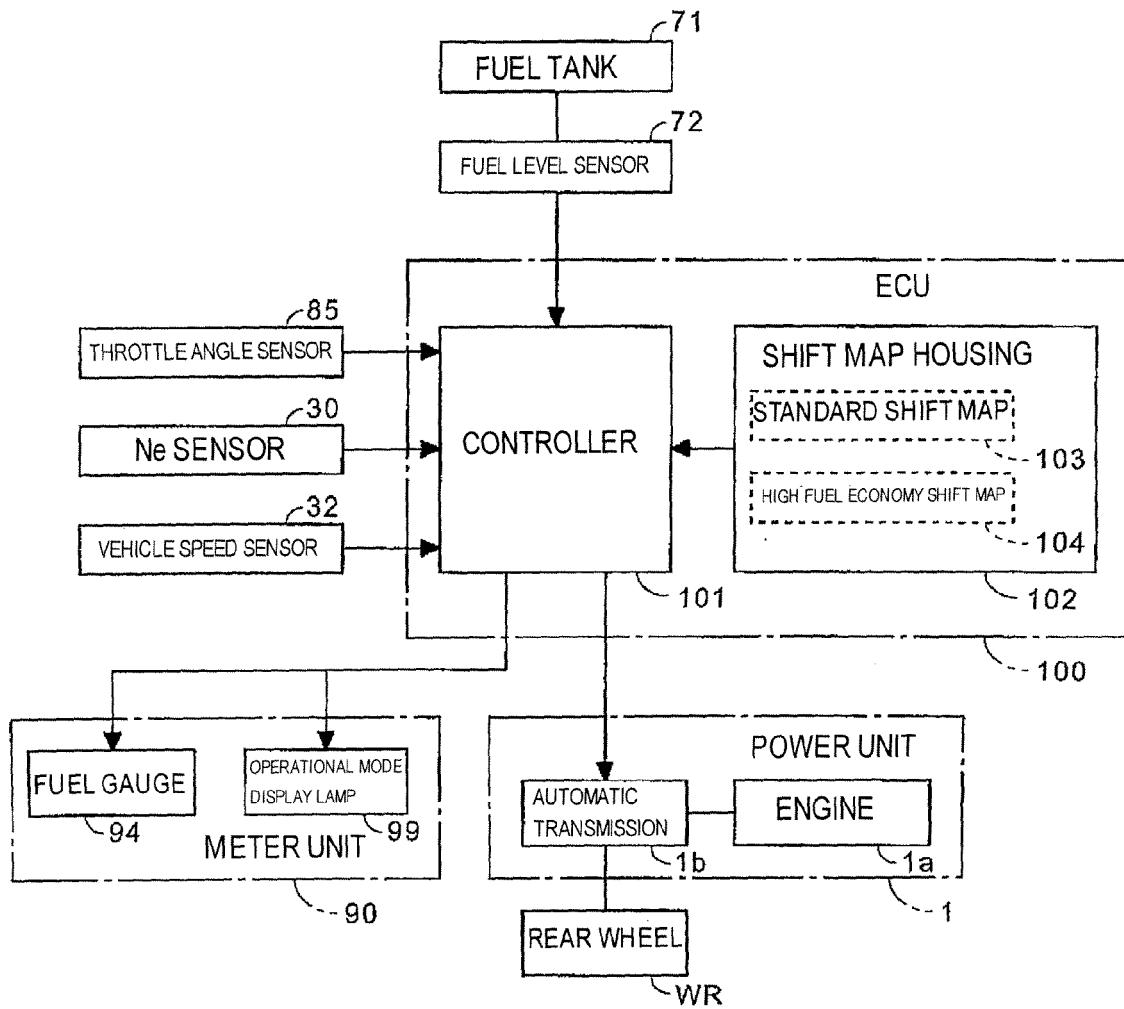 71
FUEL TANK
72
FUEL LEVEL SENSOR
ECU
85
THROTTLE ANGLE SENSOR
30
Ne SENSOR
32
VEHICLE SPEED SENSOR
CONTROLLER
101
SHIFT MAP HOUSING
STANDARD SHIFT MAP
103
HIGH FUEL ECONOMY SHIFT MAP
104
102
100
FUEL GAUGE
94
OPERATIONAL MODE
DISPLAY LAMP
99
METER UNIT
90
POWER UNIT
AUTOMATIC
TRANSMISSION
1b
ENGINE
1a
1
REAR WHEEL
WR